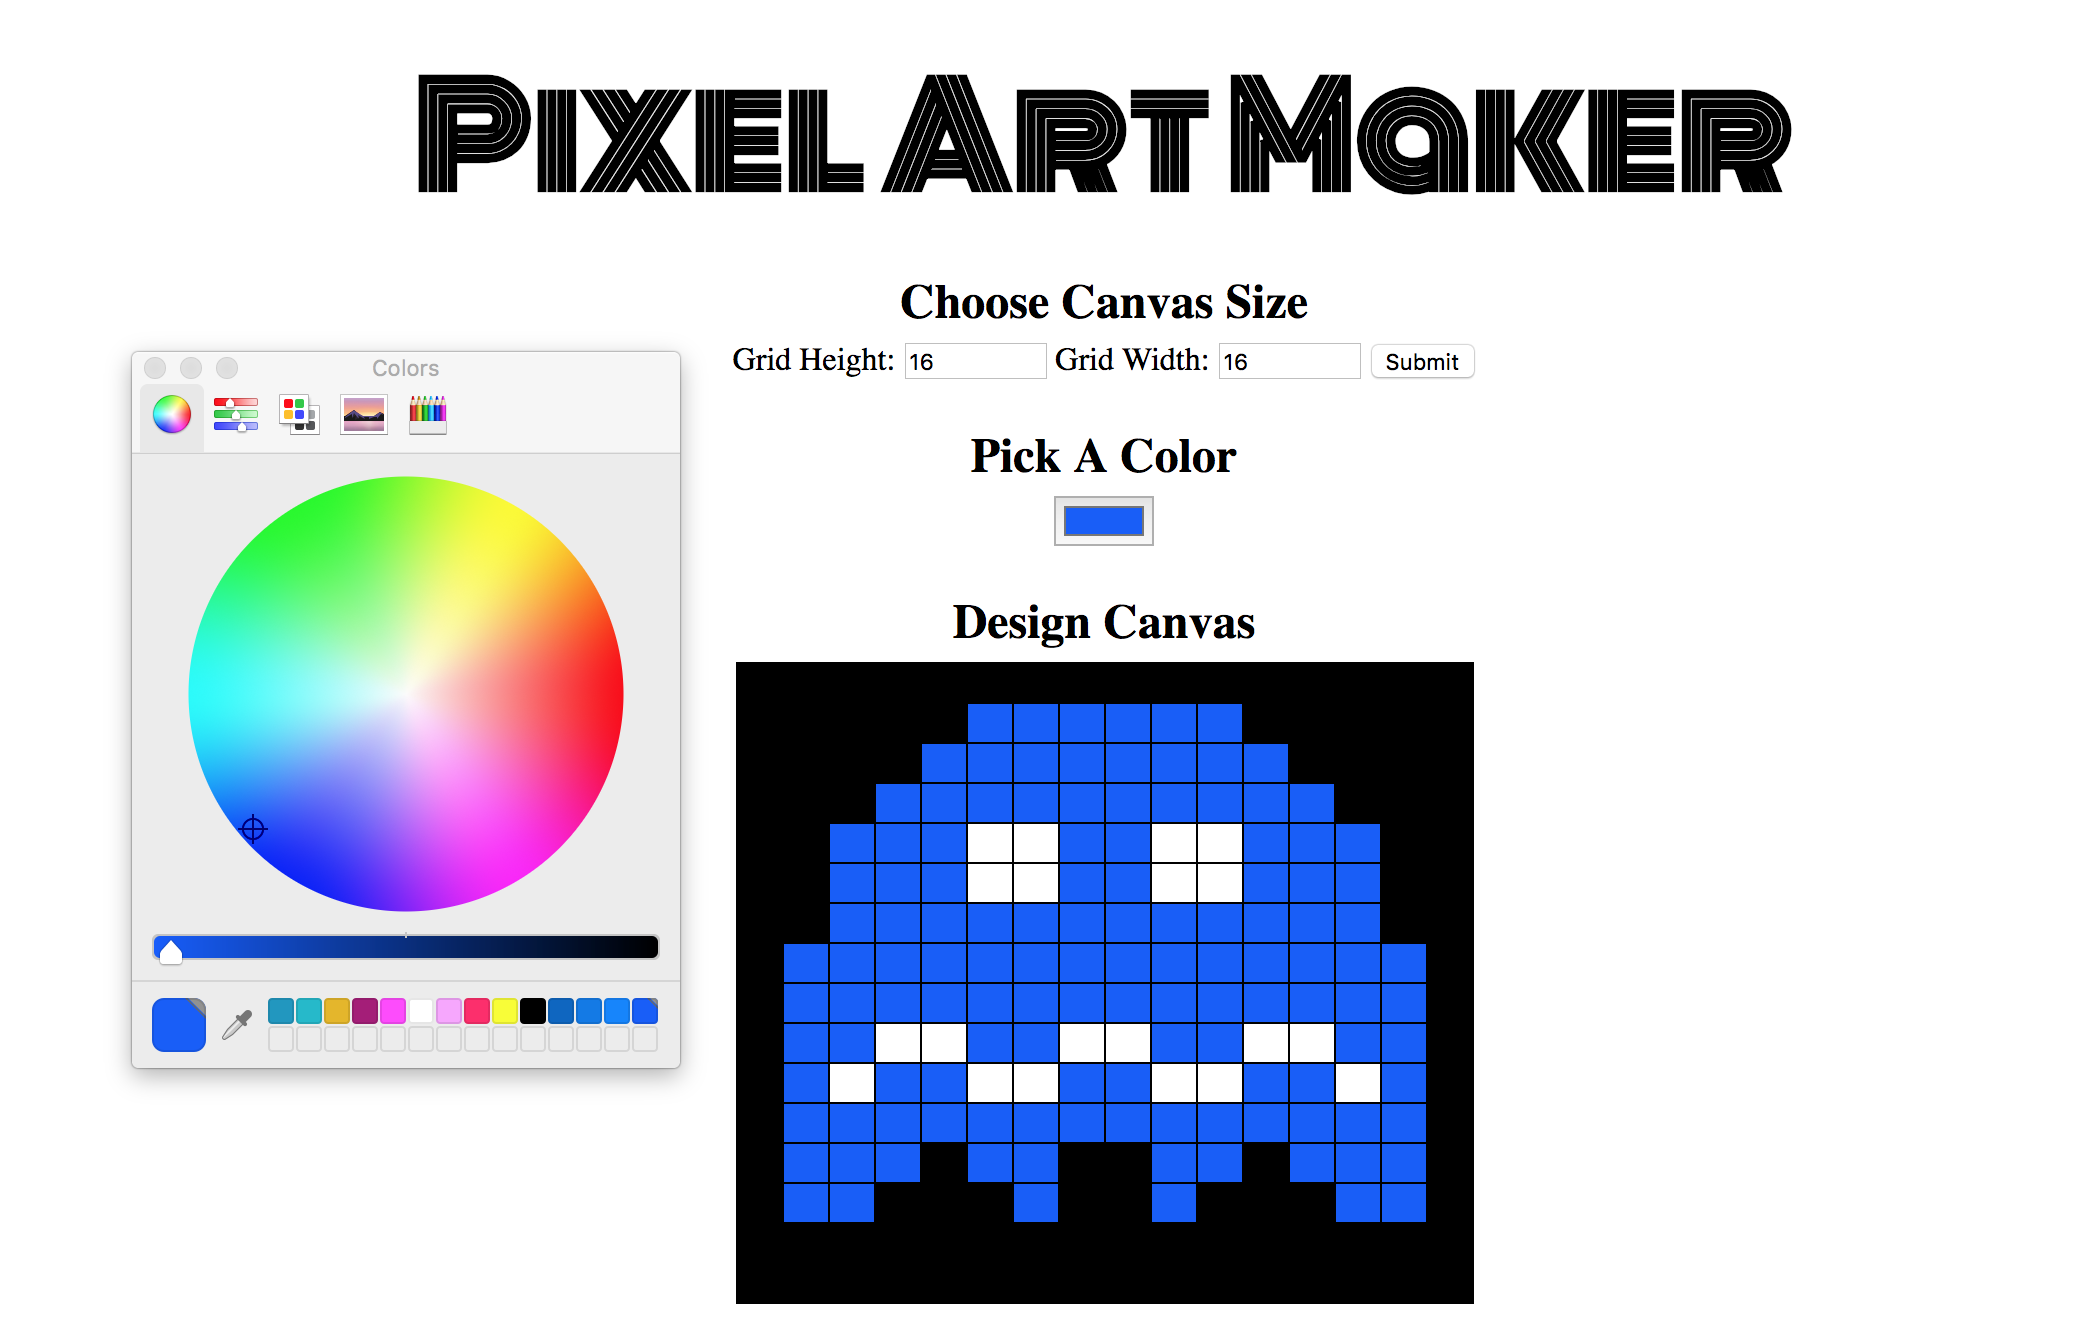 Pixel Art Maker
Choose Canvas Size
Grid Height: 16 Grid Width: 16 Submit
Colors
Pick A Color
Design Canvas